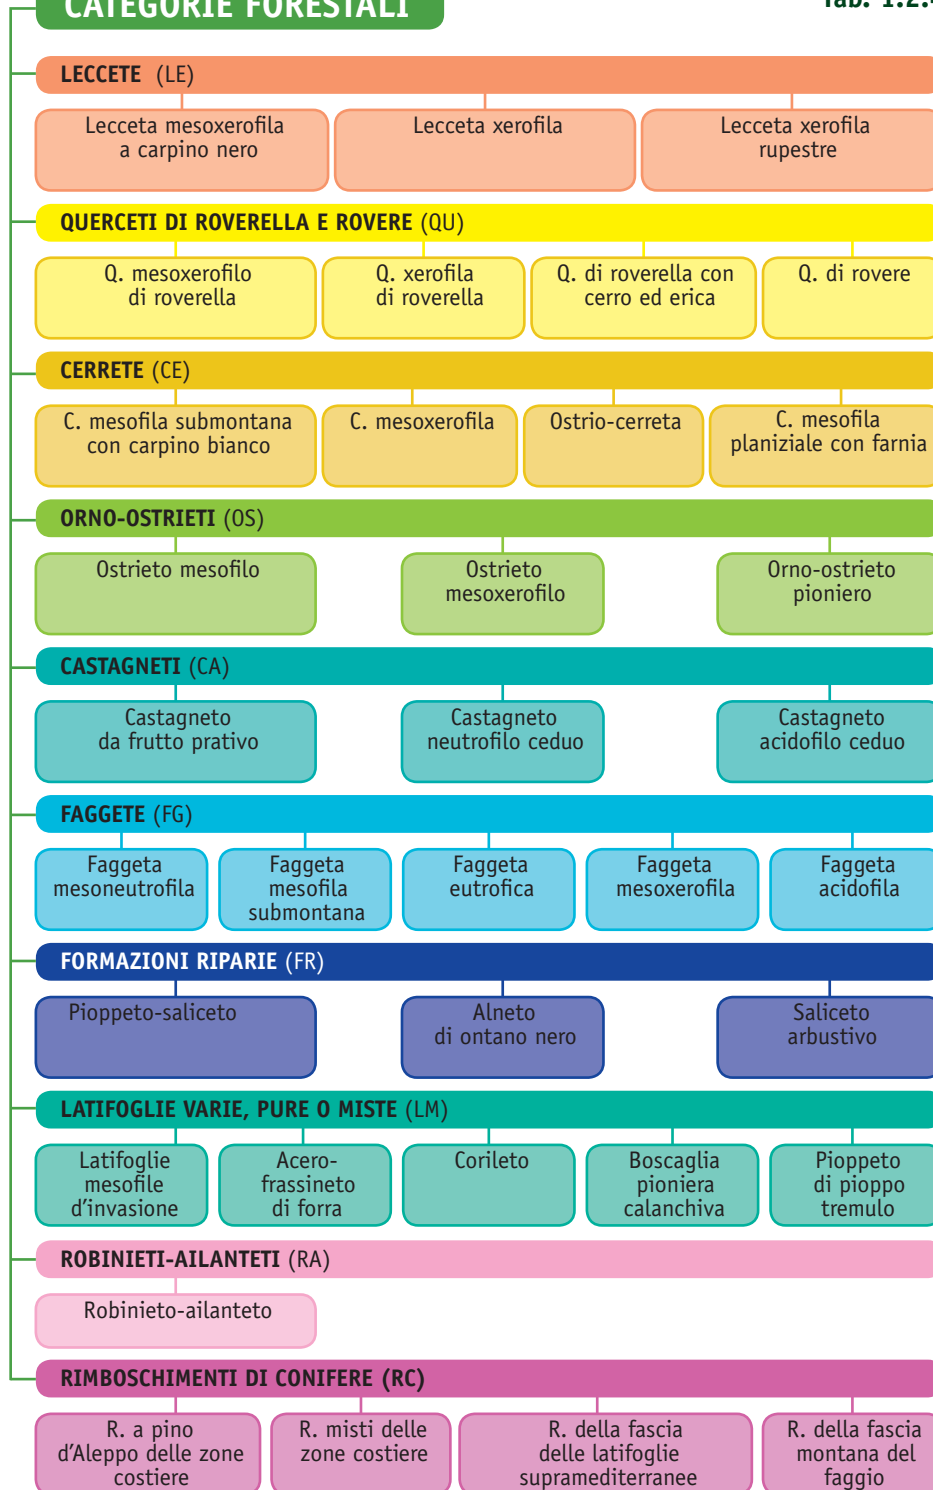 CATEGORIE FORESTALI
Tab. 1.2.
LECCETE (LE)
Lecceta mesoxerofila
a carpino nero
Lecceta xerofila
Lecceta xerofila
rupestre
QUERCETI DI ROVERELLA E ROVERE (QU)
Q. mesoxerofilo
di roverella
Q. xerofila
di roverella
Q. di roverella con
cerro ed erica
Q. di rovere
CERRETE (CE)
C. mesofila submontana
con carpino bianco
C. mesoxerofila
Ostrio-cerreta
C. mesofila
planiziale con farnia
ORNO-OSTRIETI (OS)
Ostrieto mesofilo
Ostrieto
mesoxerofilo
Orno-ostrieto
pioniero
CASTAGNETI (CA)
Castagneto
da frutto prativo
Castagneto
neutrofilo ceduo
Castagneto
acidofilo ceduo
FAGGETE (FG)
Faggeta
mesoneutrofila
Faggeta
mesofila
submontana
Faggeta
eutrofica
Faggeta
mesoxerofila
Faggeta
acidofila
FORMAZIONI RIPARIE (FR)
Pioppeto-saliceto
Alneto
di ontano nero
Saliceto
arbustivo
LATIFOGLIE VARIE, PURE O MISTE (LM)
Latifoglie
mesofile
d'invasione
Acero-
frassineto
di forra
Corileto
Boscaglia
pioniera
calanchiva
Pioppeto
di pioppo
tremulo
ROBINIETI-AILANTETI (RA)
Robinieto-ailanteto
RIMBOSCHIMENTI DI CONIFERE (RC)
R. a pino
d'Aleppo delle zone
costiere
R. misti delle
zone costiere
R. della fascia
delle latifoglie
supramediterranee
R. della fascia
montana del
faggio